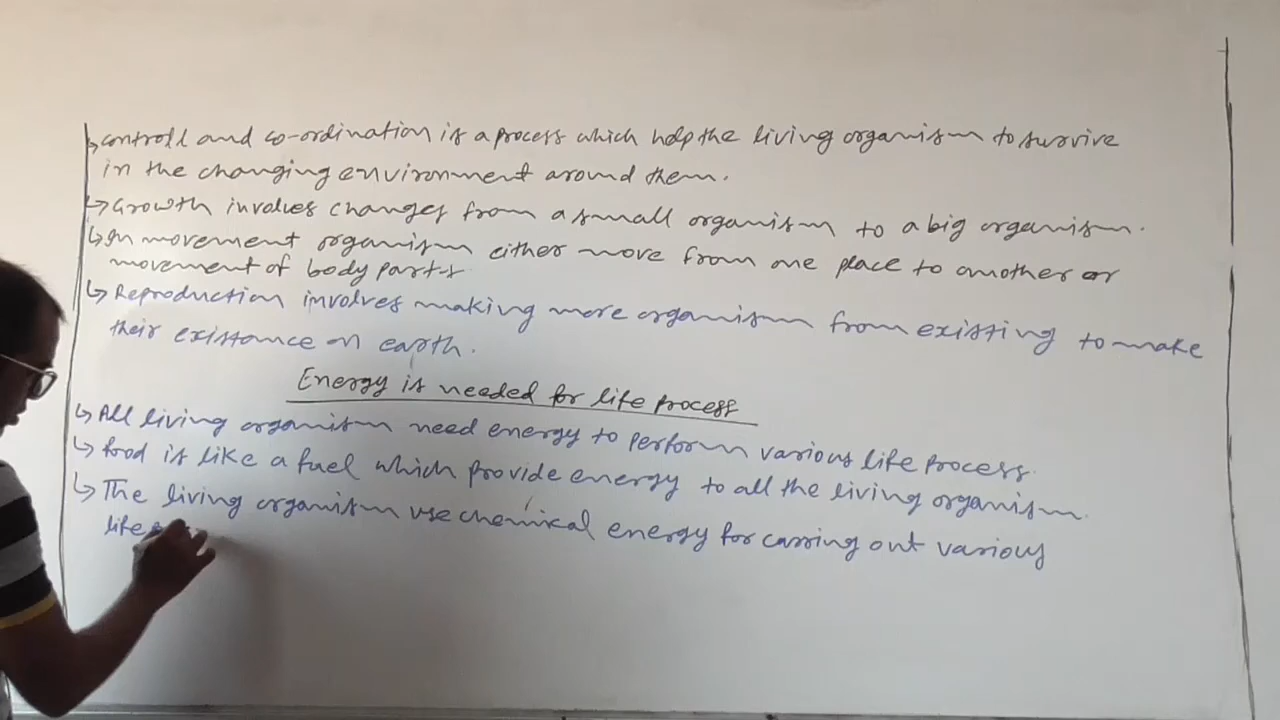 ↳ controll and co-ordination is a process which help the living organism to survive
in the changing environment around them.
↳ Growth involves changes from a small organism to a big organism.
↳ In movement organism either move from one place to another or
movement of body parts.
↳ Reproduction involves making more organism from existing to make
their existance on earth.
Energy is needed for life process
↳ All living organism need energy to perform various life process.
↳ food is like a fuel which provide energy to all the living organism.
↳ The living organism use chemical energy for carring out various
life